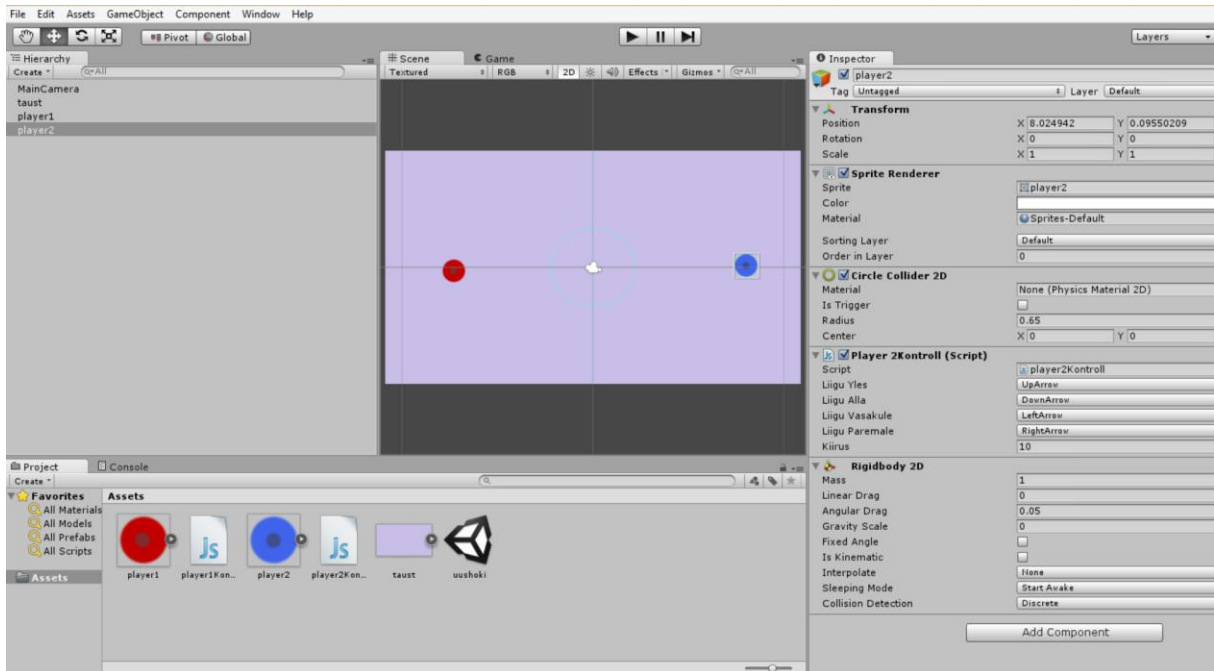 File Edit Assets GameObject Component Window Help
Pivot Global Layers
Hierarchy
Create All
MainCamera
taust
player1
player2
Scene Game
Textured RGB 2D Effects Gizmos All
Inspector
player2
Tag Untagged Layer Default
Transform
Position X 8.024942 Y 0.09550209
Rotation X 0 Y 0
Scale X 1 Y 1
Sprite Renderer
Sprite player2
Color
Material Sprites-Default
Sorting Layer Default
Order in Layer 0
Circle Collider 2D
Material None (Physics Material 2D)
Is Trigger
Radius 0.65
Center X 0 Y 0
Player 2Kontroll (Script)
Script player2Kontroll
Liigu Yles UpArrow
Liigu Alla DownArrow
Liigu Vasakule LeftArrow
Liigu Paremale RightArrow
Kiirus 10
Rigidbody 2D
Mass 1
Linear Drag 0
Angular Drag 0.05
Gravity Scale 0
Fixed Angle
Is Kinematic
Interpolate None
Sleeping Mode Start Awake
Collision Detection Discrete
Add Component
Project Console
Create
Favorites
All Materials
All Models
All Prefabs
All Scripts
Assets
Assets
js js
player1 player1Kon... player2 player2Kon... taust uushoki